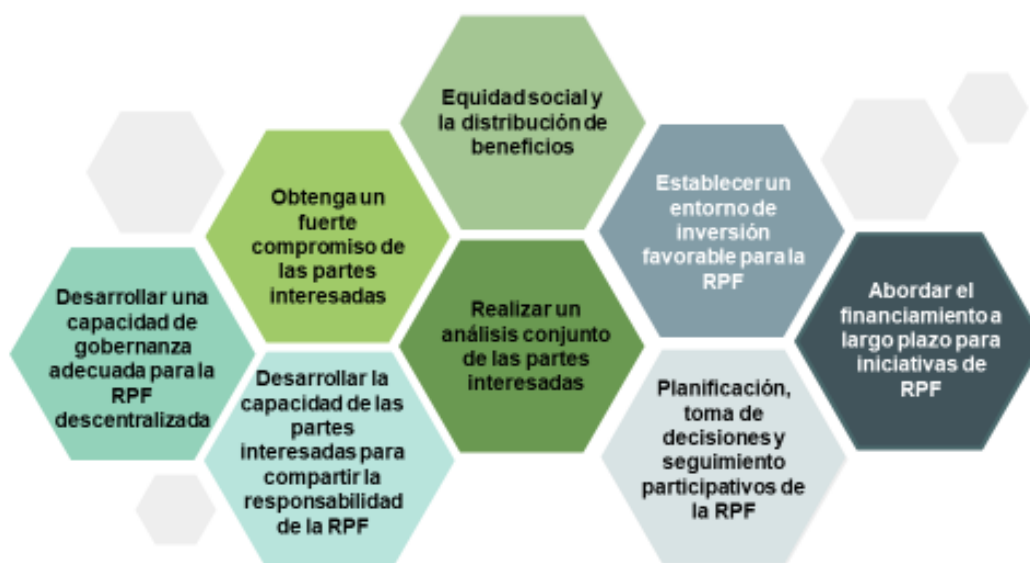 Equidad social y
la distribución de
beneficios
Obtenga un
fuerte
compromiso de
las partes
interesadas
Establecer un
entorno de
inversión
favorable para la
RPF
Desarrollar una
capacidad de
gobernanza
adecuada para la
RPF
descentralizada
Realizar un
análisis conjunto
de las partes
interesadas
Abordar el
financiamiento a
largo plazo para
iniciativas de
RPF
Desarrollar la
capacidad de las
partes
interesadas para
compartir la
responsabilidad
de la RPF
Planificación,
toma de
decisiones y
seguimiento
participativos de
la RPF